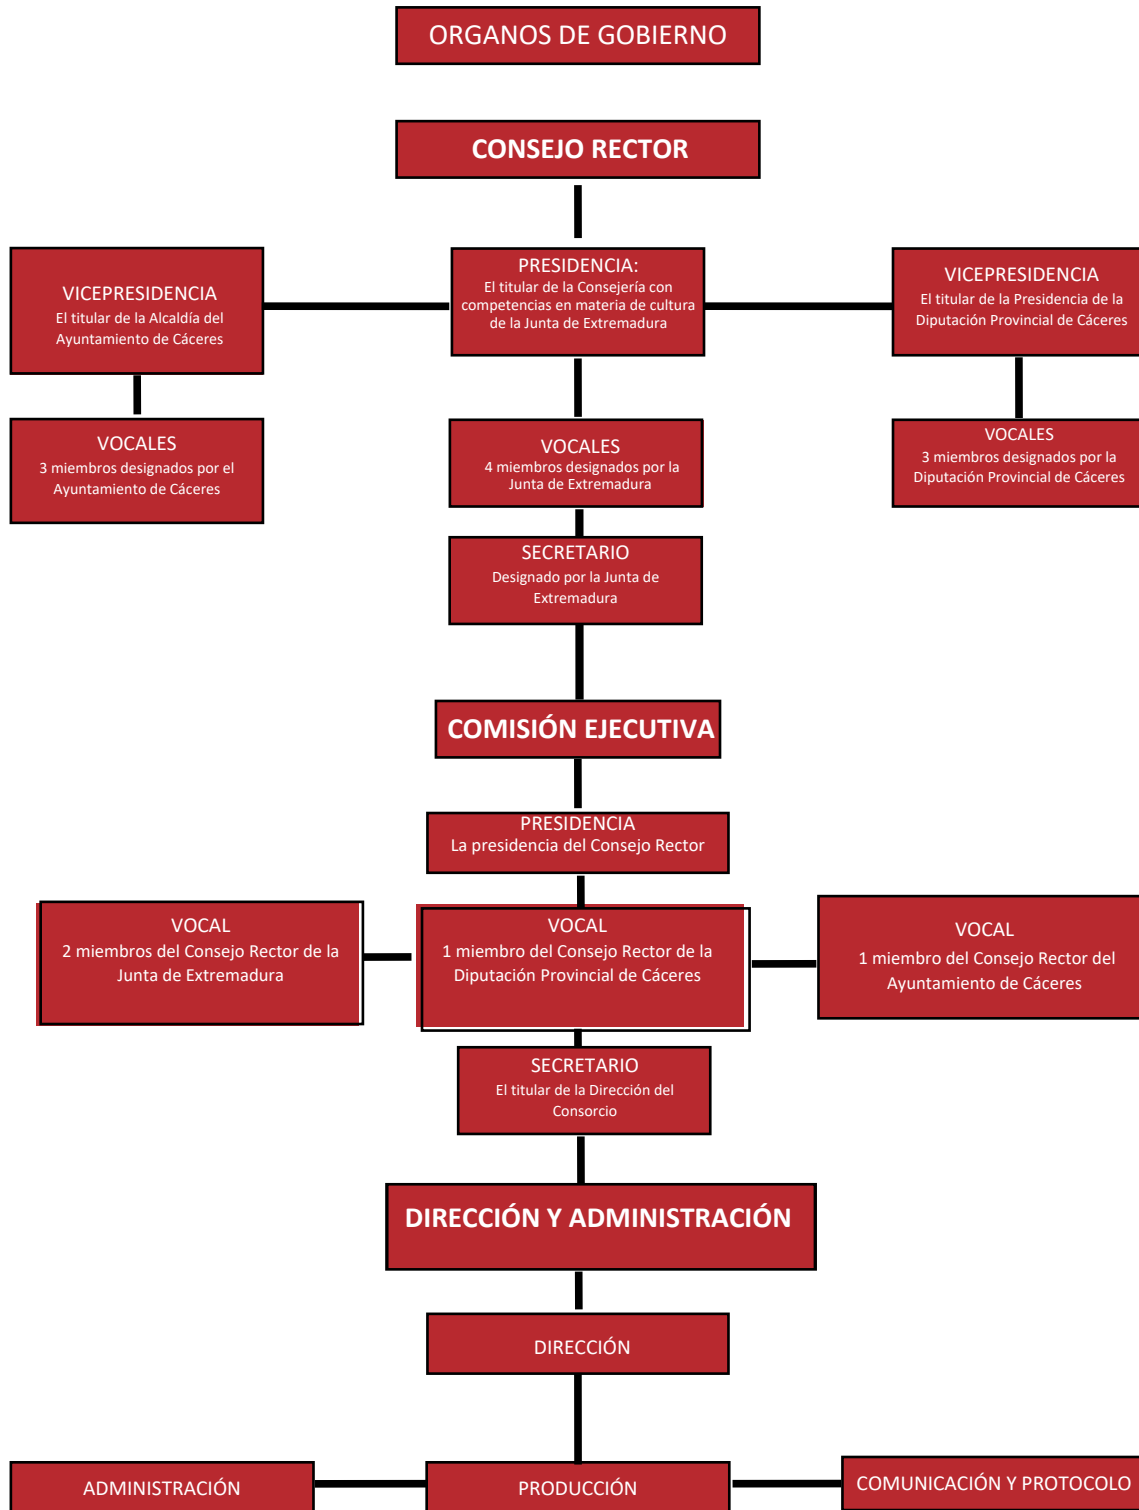 ORGANOS DE GOBIERNO
CONSEJO RECTOR
VICEPRESIDENCIA
El titular de la Alcaldía del
Ayuntamiento de Cáceres
PRESIDENCIA:
El titular de la Consejería con
competencias en materia de cultura
de la Junta de Extremadura
VICEPRESIDENCIA
El titular de la Presidencia de la
Diputación Provincial de Cáceres
VOCALES
3 miembros designados por el
Ayuntamiento de Cáceres
VOCALES
4 miembros designados por la
Junta de Extremadura
VOCALES
3 miembros designados por la
Diputación Provincial de Cáceres
SECRETARIO
Designado por la Junta de
Extremadura
COMISIÓN EJECUTIVA
PRESIDENCIA
La presidencia del Consejo Rector
VOCAL
2 miembros del Consejo Rector de la
Junta de Extremadura
VOCAL
1 miembro del Consejo Rector de la
Diputación Provincial de Cáceres
VOCAL
1 miembro del Consejo Rector del
Ayuntamiento de Cáceres
SECRETARIO
El titular de la Dirección del
Consorcio
DIRECCIÓN Y ADMINISTRACIÓN
DIRECCIÓN
ADMINISTRACIÓN
PRODUCCIÓN
COMUNICACIÓN Y PROTOCOLO